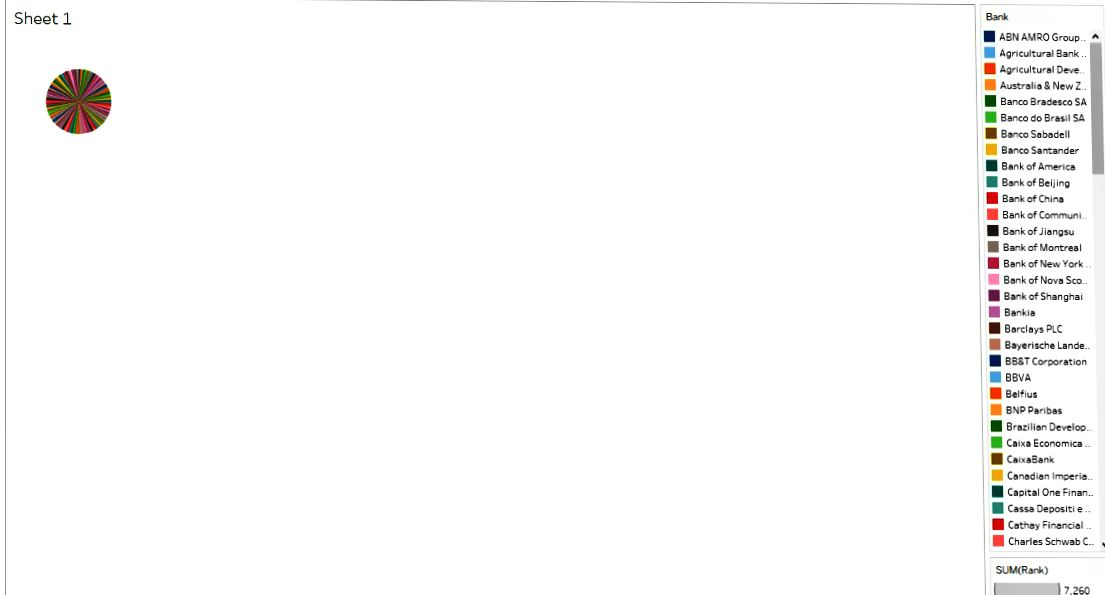 Sheet 1
Bank
ABN AMRO Group..
Agricultural Bank ..
Agricultural Deve..
Australia & New Z..
Banco Bradesco SA
Banco do Brasil SA
Banco Sabadell
Banco Santander
Bank of America
Bank of Beijing
Bank of China
Bank of Communi..
Bank of Jiangsu
Bank of Montreal
Bank of New York ..
Bank of Nova Sco..
Bank of Shanghai
Bankia
Barclays PLC
Bayerische Lande..
BB&T Corporation
BBVA
Belfius
BNP Paribas
Brazilian Develop..
Caixa Economica ..
CaixaBank
Canadian Imperia..
Capital One Finan..
Cassa Depositi e ..
Cathay Financial ..
Charles Schwab C..
SUM(Rank)
7,260